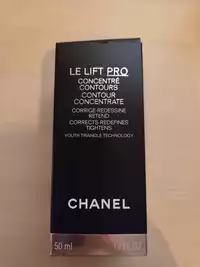 LE LIFT PRO
CONCENTRÉ
CONTOURS
CONTOUR
CONCENTRATE
CORRIGE-REDESSINE
RETEND
CORRECTS-REDEFINES
TIGHTENS
YOUTH TRIANGLE TECHNOLOGY
CHANEL
50 ml